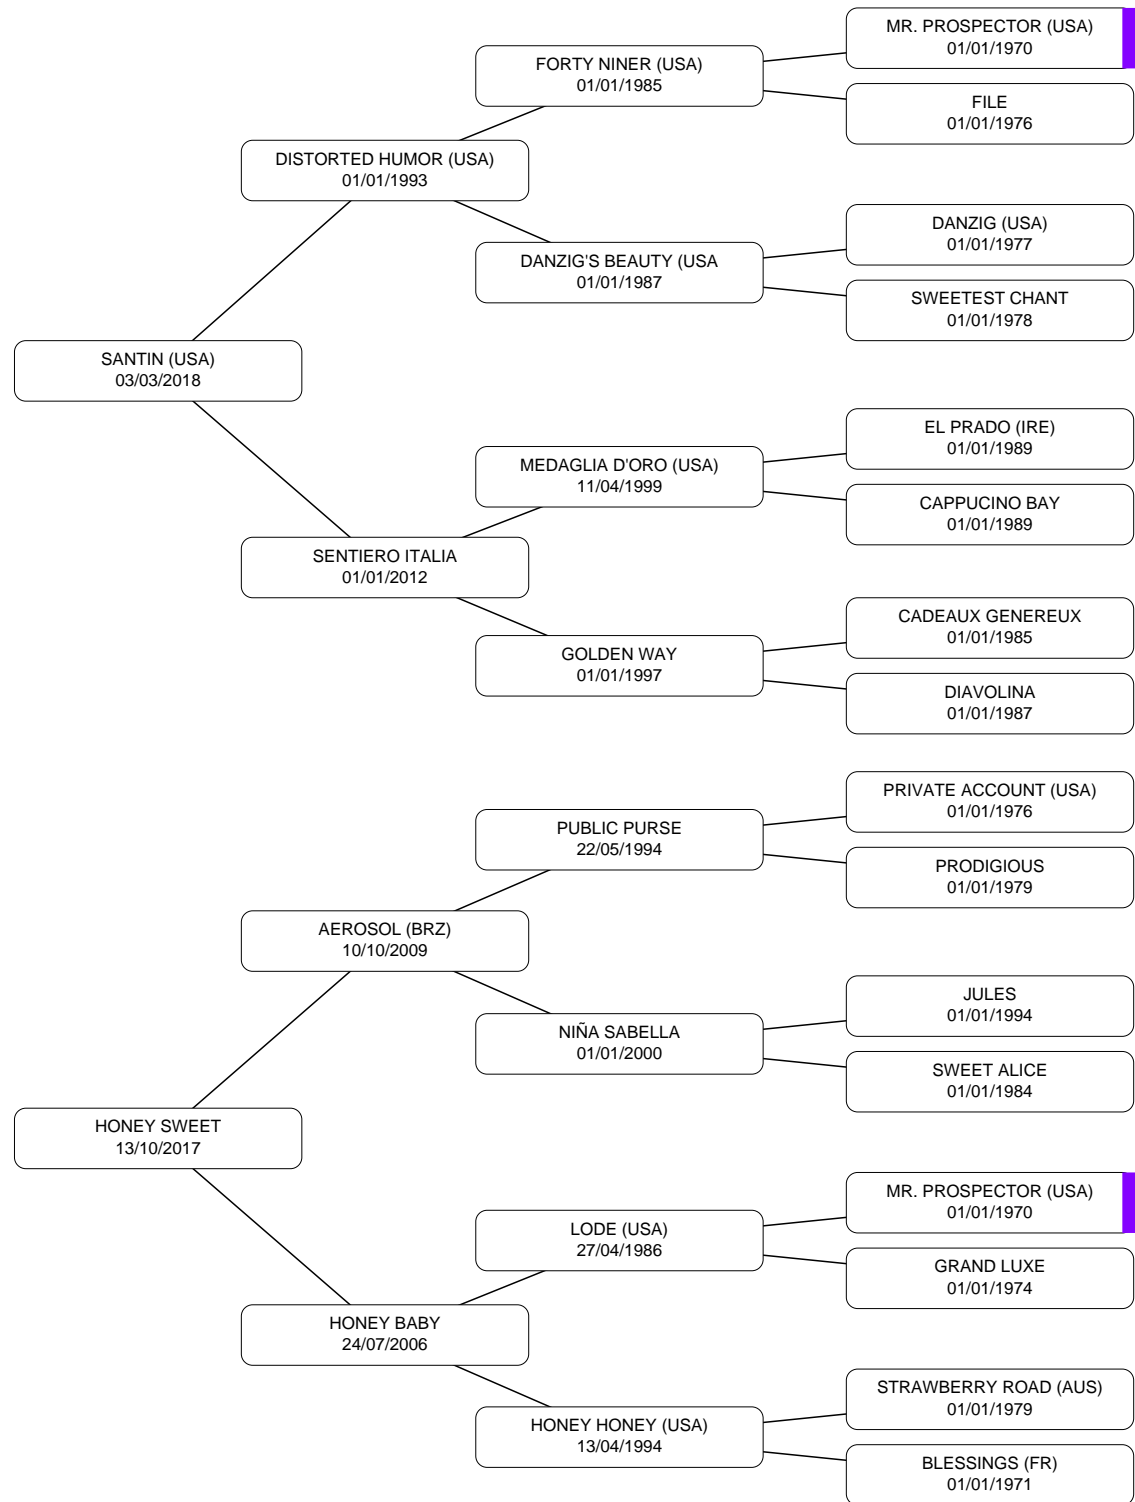 MR. PROSPECTOR (USA)
01/01/1970
FORTY NINER (USA)
01/01/1985
FILE
01/01/1976
DISTORTED HUMOR (USA)
01/01/1993
DANZIG (USA)
01/01/1977
DANZIG'S BEAUTY (USA
01/01/1987
SWEETEST CHANT
01/01/1978
SANTIN (USA)
03/03/2018
EL PRADO (IRE)
01/01/1989
MEDAGLIA D'ORO (USA)
11/04/1999
CAPPUCINO BAY
01/01/1989
SENTIERO ITALIA
01/01/2012
CADEAUX GENEREUX
01/01/1985
GOLDEN WAY
01/01/1997
DIAVOLINA
01/01/1987
PRIVATE ACCOUNT (USA)
01/01/1976
PUBLIC PURSE
22/05/1994
PRODIGIOUS
01/01/1979
AEROSOL (BRZ)
10/10/2009
JULES
01/01/1994
NIÑA SABELLA
01/01/2000
SWEET ALICE
01/01/1984
HONEY SWEET
13/10/2017
MR. PROSPECTOR (USA)
01/01/1970
LODE (USA)
27/04/1986
GRAND LUXE
01/01/1974
HONEY BABY
24/07/2006
STRAWBERRY ROAD (AUS)
01/01/1979
HONEY HONEY (USA)
13/04/1994
BLESSINGS (FR)
01/01/1971